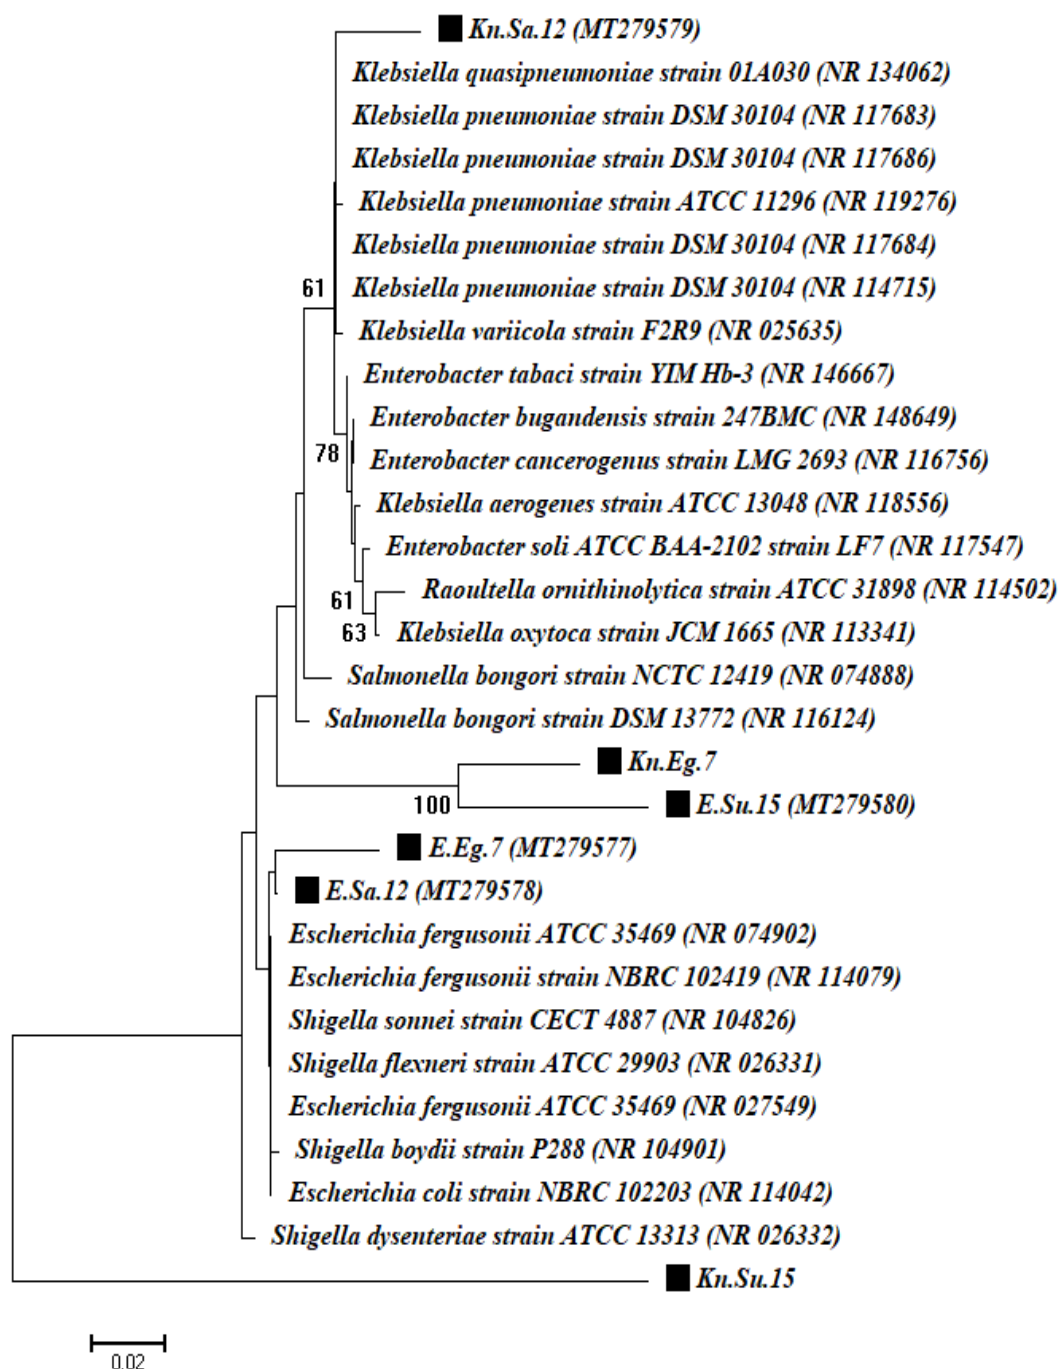 Kn.Sa.12 (MT279579)
Klebsiella quasipneumoniae strain 01A030 (NR 134062)
Klebsiella pneumoniae strain DSM 30104 (NR 117683)
Klebsiella pneumoniae strain DSM 30104 (NR 117686)
Klebsiella pneumoniae strain ATCC 11296 (NR 119276)
Klebsiella pneumoniae strain DSM 30104 (NR 117684)
61 Klebsiella pneumoniae strain DSM 30104 (NR 114715)
Klebsiella variicola strain F2R9 (NR 025635)
Enterobacter tabaci strain YIM Hb-3 (NR 146667)
Enterobacter bugandensis strain 247BMC (NR 148649)
78 Enterobacter cancerogenus strain LMG 2693 (NR 116756)
Klebsiella aerogenes strain ATCC 13048 (NR 118556)
Enterobacter soli ATCC BAA-2102 strain LF7 (NR 117547)
61 Raoultella ornithinolytica strain ATCC 31898 (NR 114502)
63 Klebsiella oxytoca strain JCM 1665 (NR 113341)
Salmonella bongori strain NCTC 12419 (NR 074888)
Salmonella bongori strain DSM 13772 (NR 116124)
Kn.Eg.7
100 E.Su.15 (MT279580)
E.Eg.7 (MT279577)
E.Sa.12 (MT279578)
Escherichia fergusonii ATCC 35469 (NR 074902)
Escherichia fergusonii strain NBRC 102419 (NR 114079)
Shigella sonnei strain CECT 4887 (NR 104826)
Shigella flexneri strain ATCC 29903 (NR 026331)
Escherichia fergusonii ATCC 35469 (NR 027549)
Shigella boydii strain P288 (NR 104901)
Escherichia coli strain NBRC 102203 (NR 114042)
Shigella dysenteriae strain ATCC 13313 (NR 026332)
Kn.Su.15
0.02